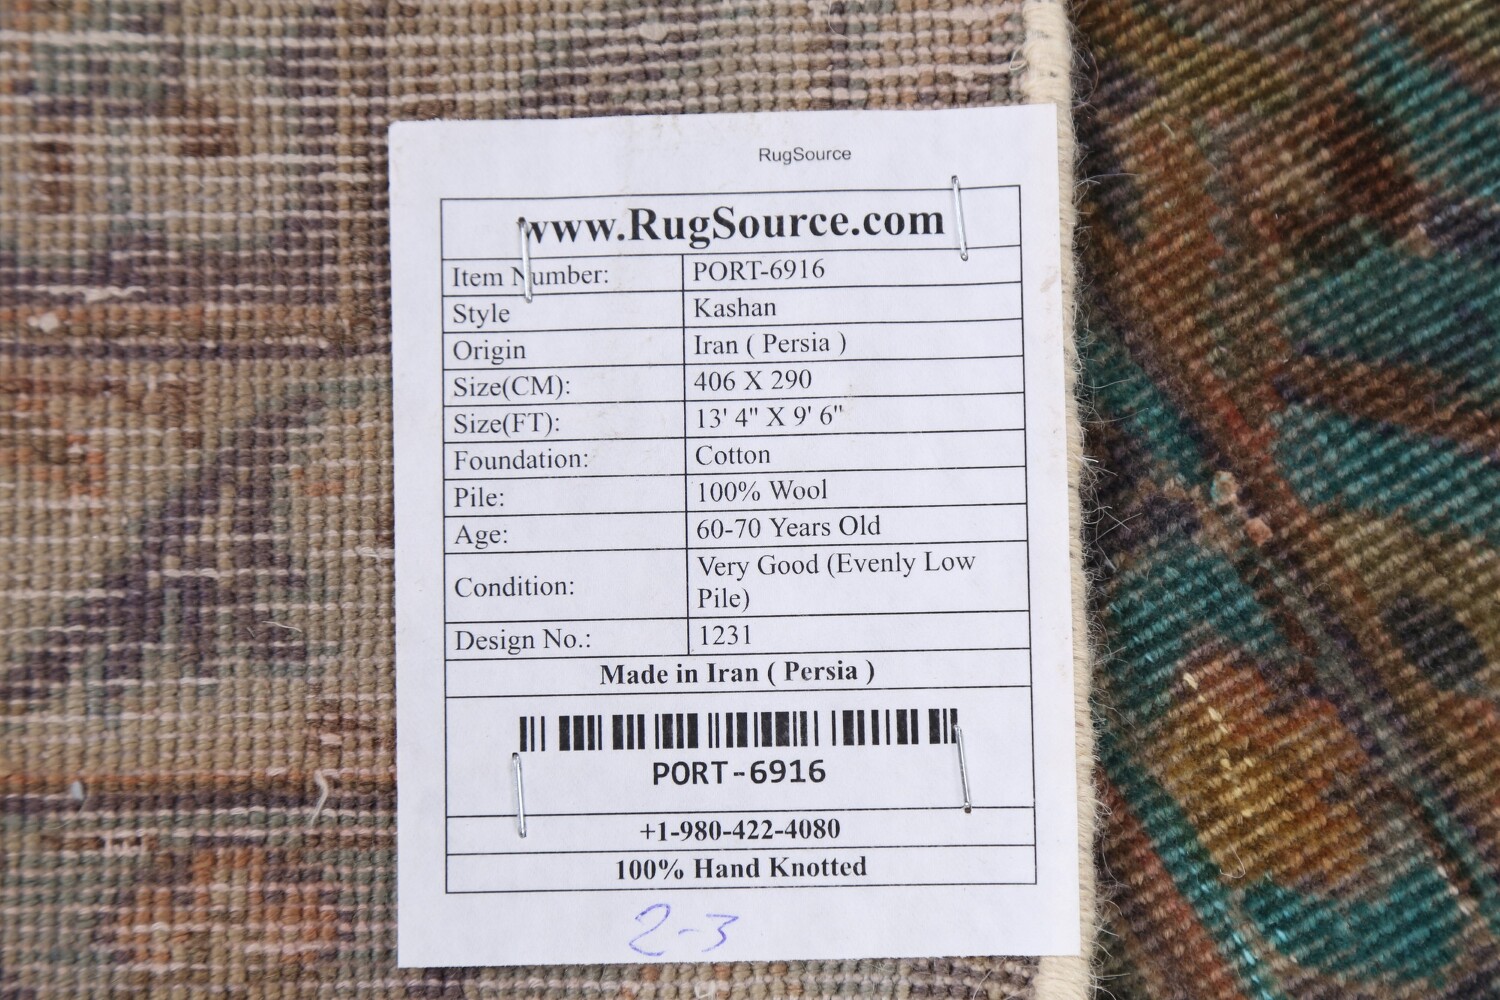 RugSource
www.RugSource.com
Item Number: PORT-6916
Style Kashan
Origin Iran ( Persia )
Size(CM): 406 X 290
Size(FT): 13' 4" X 9' 6"
Foundation: Cotton
Pile: 100% Wool
Age: 60-70 Years Old
Condition: Very Good (Evenly Low
Pile)
Design No.: 1231
Made in Iran ( Persia )
PORT-6916
+1-980-422-4080
100% Hand Knotted
2-3